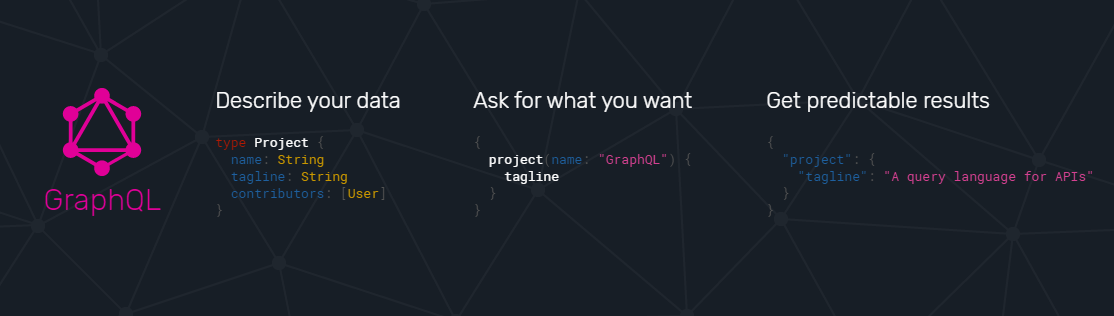 GraphQL
Describe your data
type Project {
  name: String
  tagline: String
  contributors: [User]
}
Ask for what you want
{
  project(name: "GraphQL") {
    tagline
  }
}
Get predictable results
{
  "project": {
    "tagline": "A query language for APIs"
  }
}